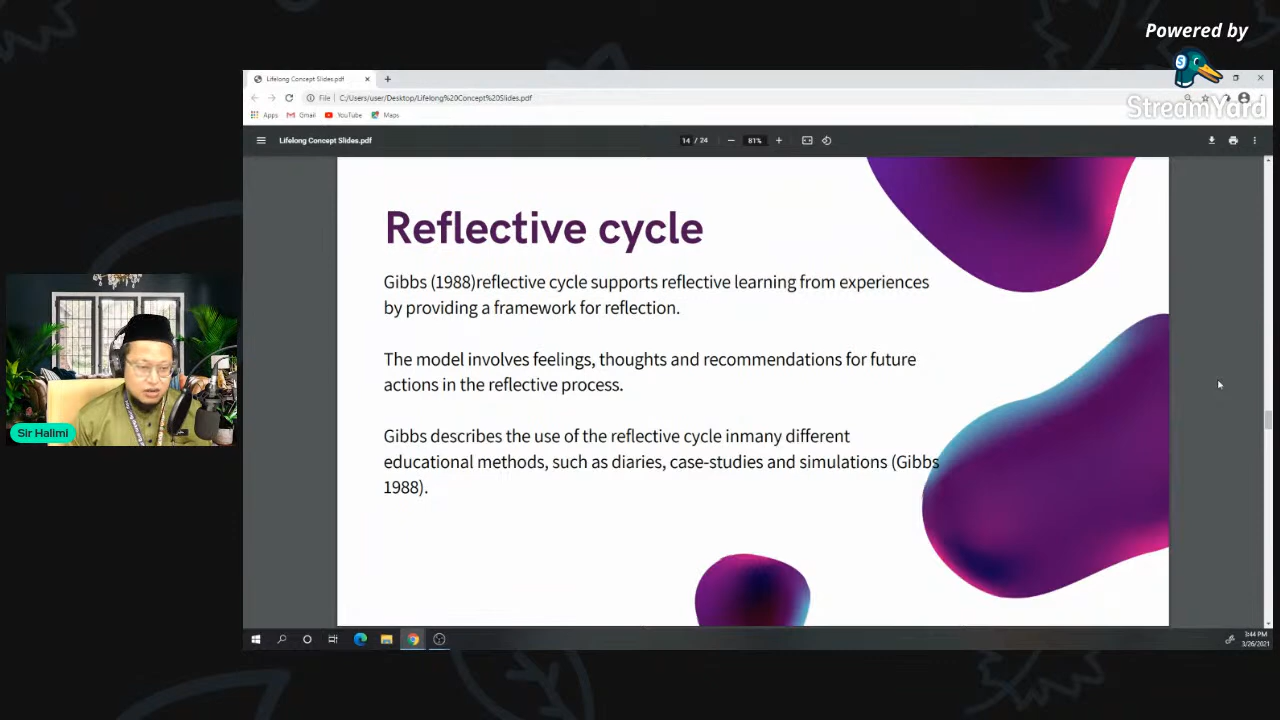 Powered by
StreamYard
Lifelong Concept Slides.pdf
File C:/Users/user/Desktop/Lifelong%20Concept%20Slides.pdf
Apps Gmail YouTube Maps
Lifelong Concept Slides.pdf 14 / 24 81%
Reflective cycle
Gibbs (1988)reflective cycle supports reflective learning from experiences
by providing a framework for reflection.
The model involves feelings, thoughts and recommendations for future
actions in the reflective process.
Gibbs describes the use of the reflective cycle inmany different
educational methods, such as diaries, case-studies and simulations (Gibbs
1988).
Sir Halimi
3:44 PM
3/26/2021